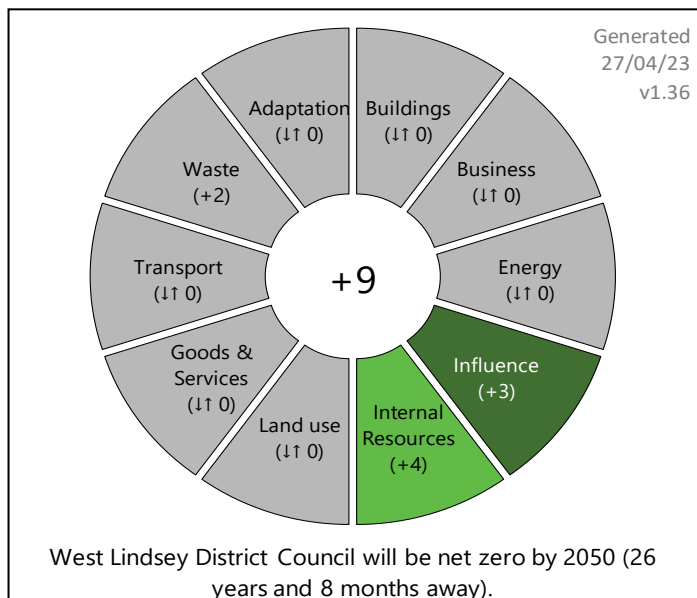 Generated
27/04/23
v1.36
Adaptation
(↓↑ 0)
Buildings
(↓↑ 0)
Business
(↓↑ 0)
Energy
(↓↑ 0)
Influence
(+3)
Internal
Resources
(+4)
Land use
(↓↑ 0)
Goods &
Services
(↓↑ 0)
Transport
(↓↑ 0)
Waste
(+2)
+9
West Lindsey District Council will be net zero by 2050 (26
years and 8 months away).